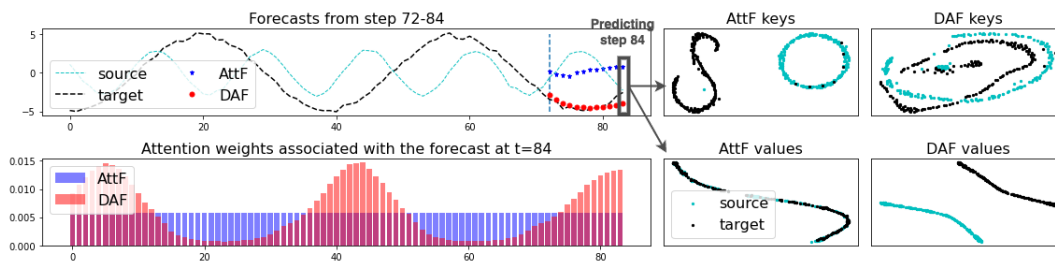 Forecasts from step 72-84
Predicting
step 84
AttF keys
DAF keys
5
0
−5
source
target
AttF
DAF
0
20
40
60
80
Attention weights associated with the forecast at t=84
AttF values
DAF values
0.015
0.010
0.005
0.000
AttF
DAF
source
target
0
20
40
60
80